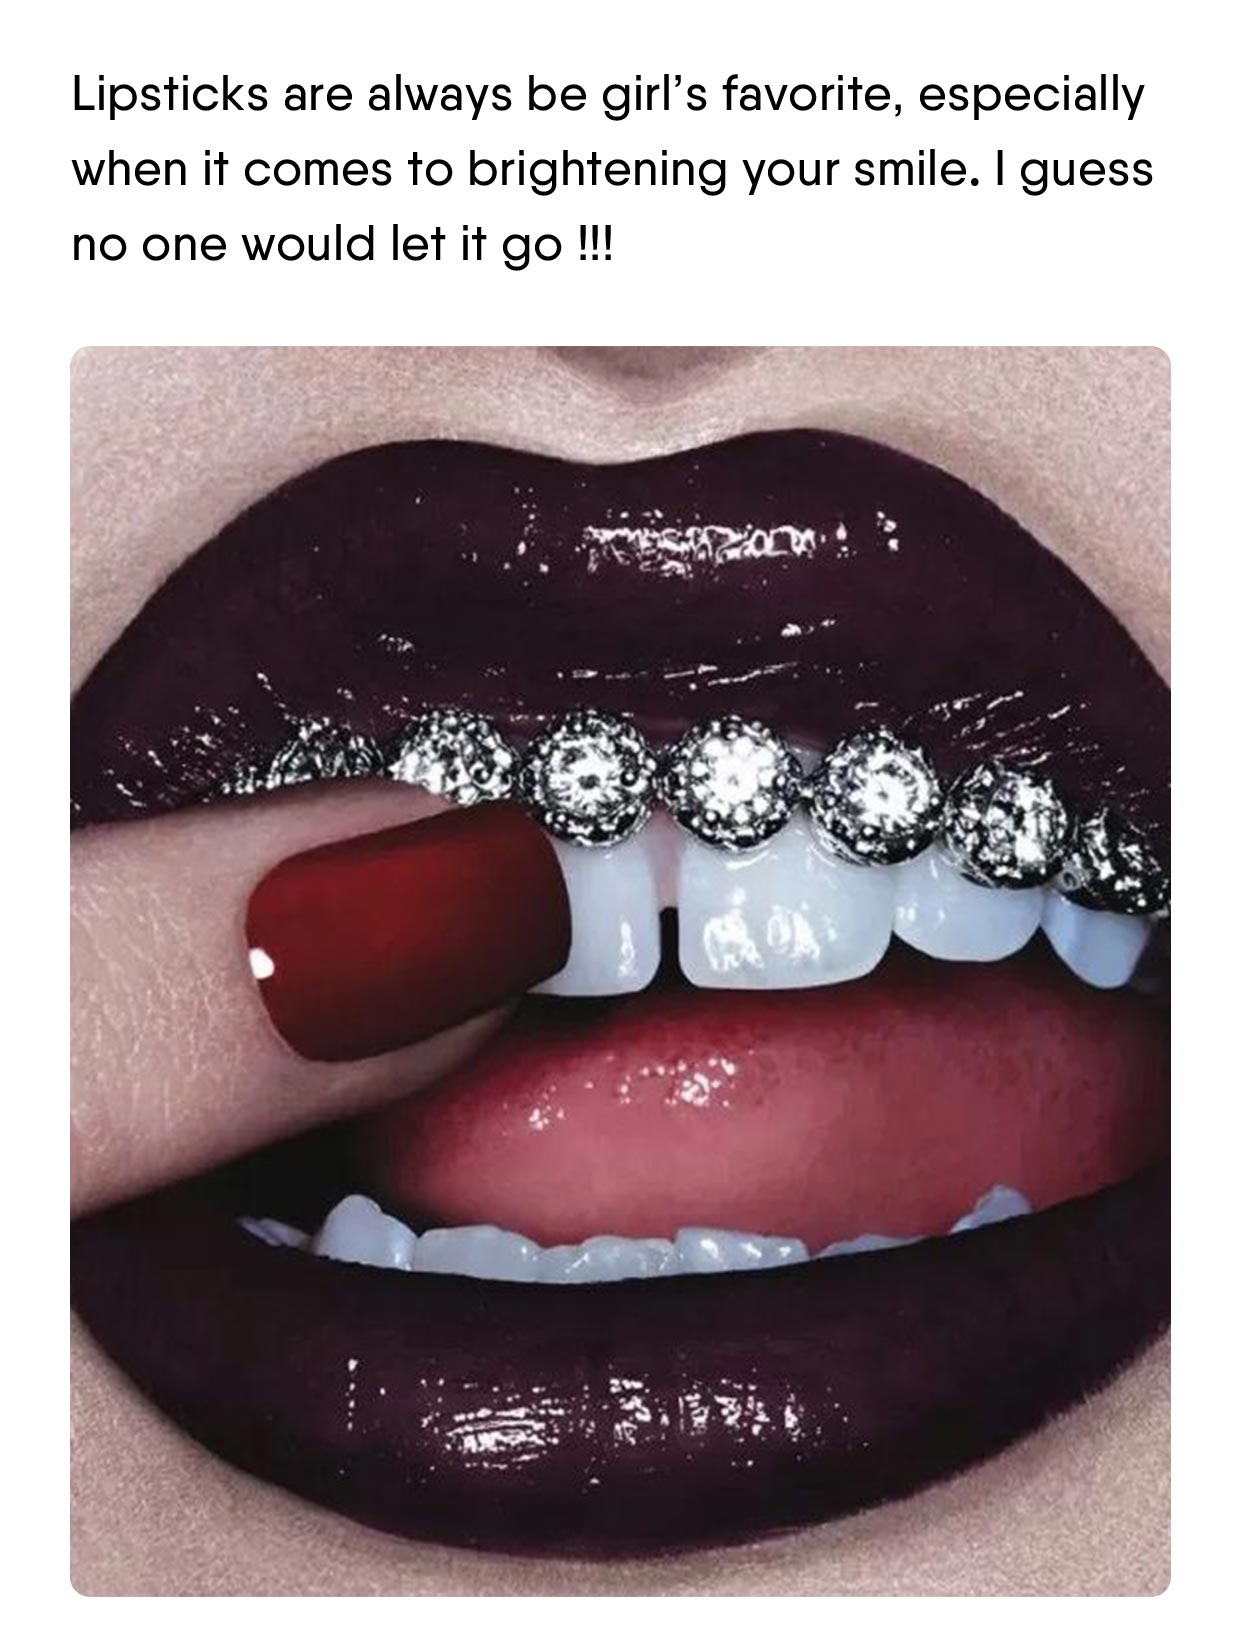 Lipsticks are always be girl’s favorite, especially
when it comes to brightening your smile. I guess
no one would let it go !!!